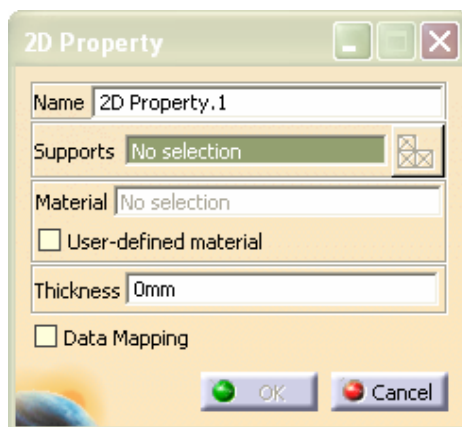 2D Property
Name 2D Property.1
Supports No selection
Material No selection
User-defined material
Thickness 0mm
Data Mapping
OK Cancel